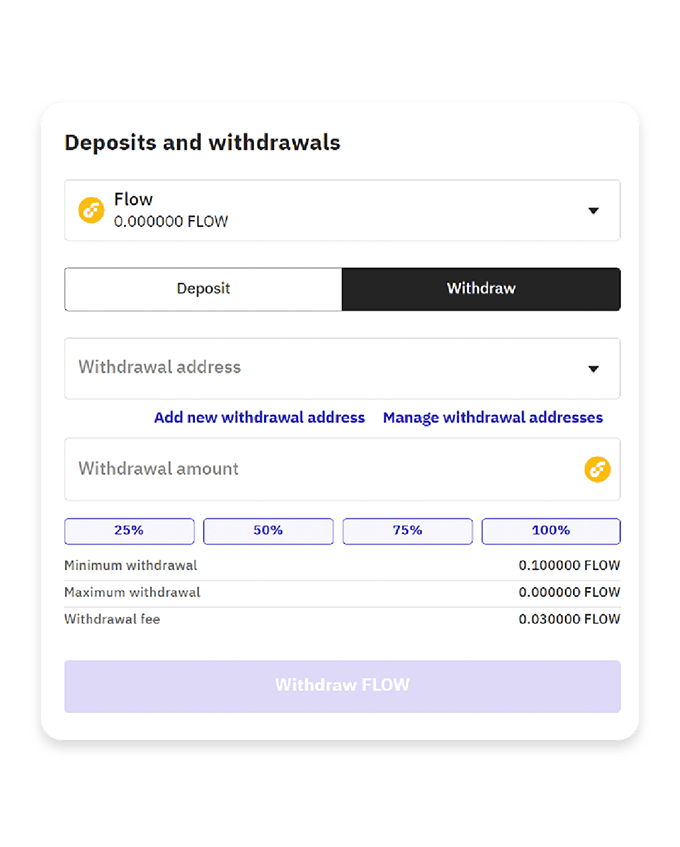 Deposits and withdrawals
Flow
0.000000 FLOW
Deposit Withdraw
Withdrawal address
Add new withdrawal address Manage withdrawal addresses
Withdrawal amount
25% 50% 75% 100%
Minimum withdrawal 0.100000 FLOW
Maximum withdrawal 0.000000 FLOW
Withdrawal fee 0.030000 FLOW
Withdraw FLOW